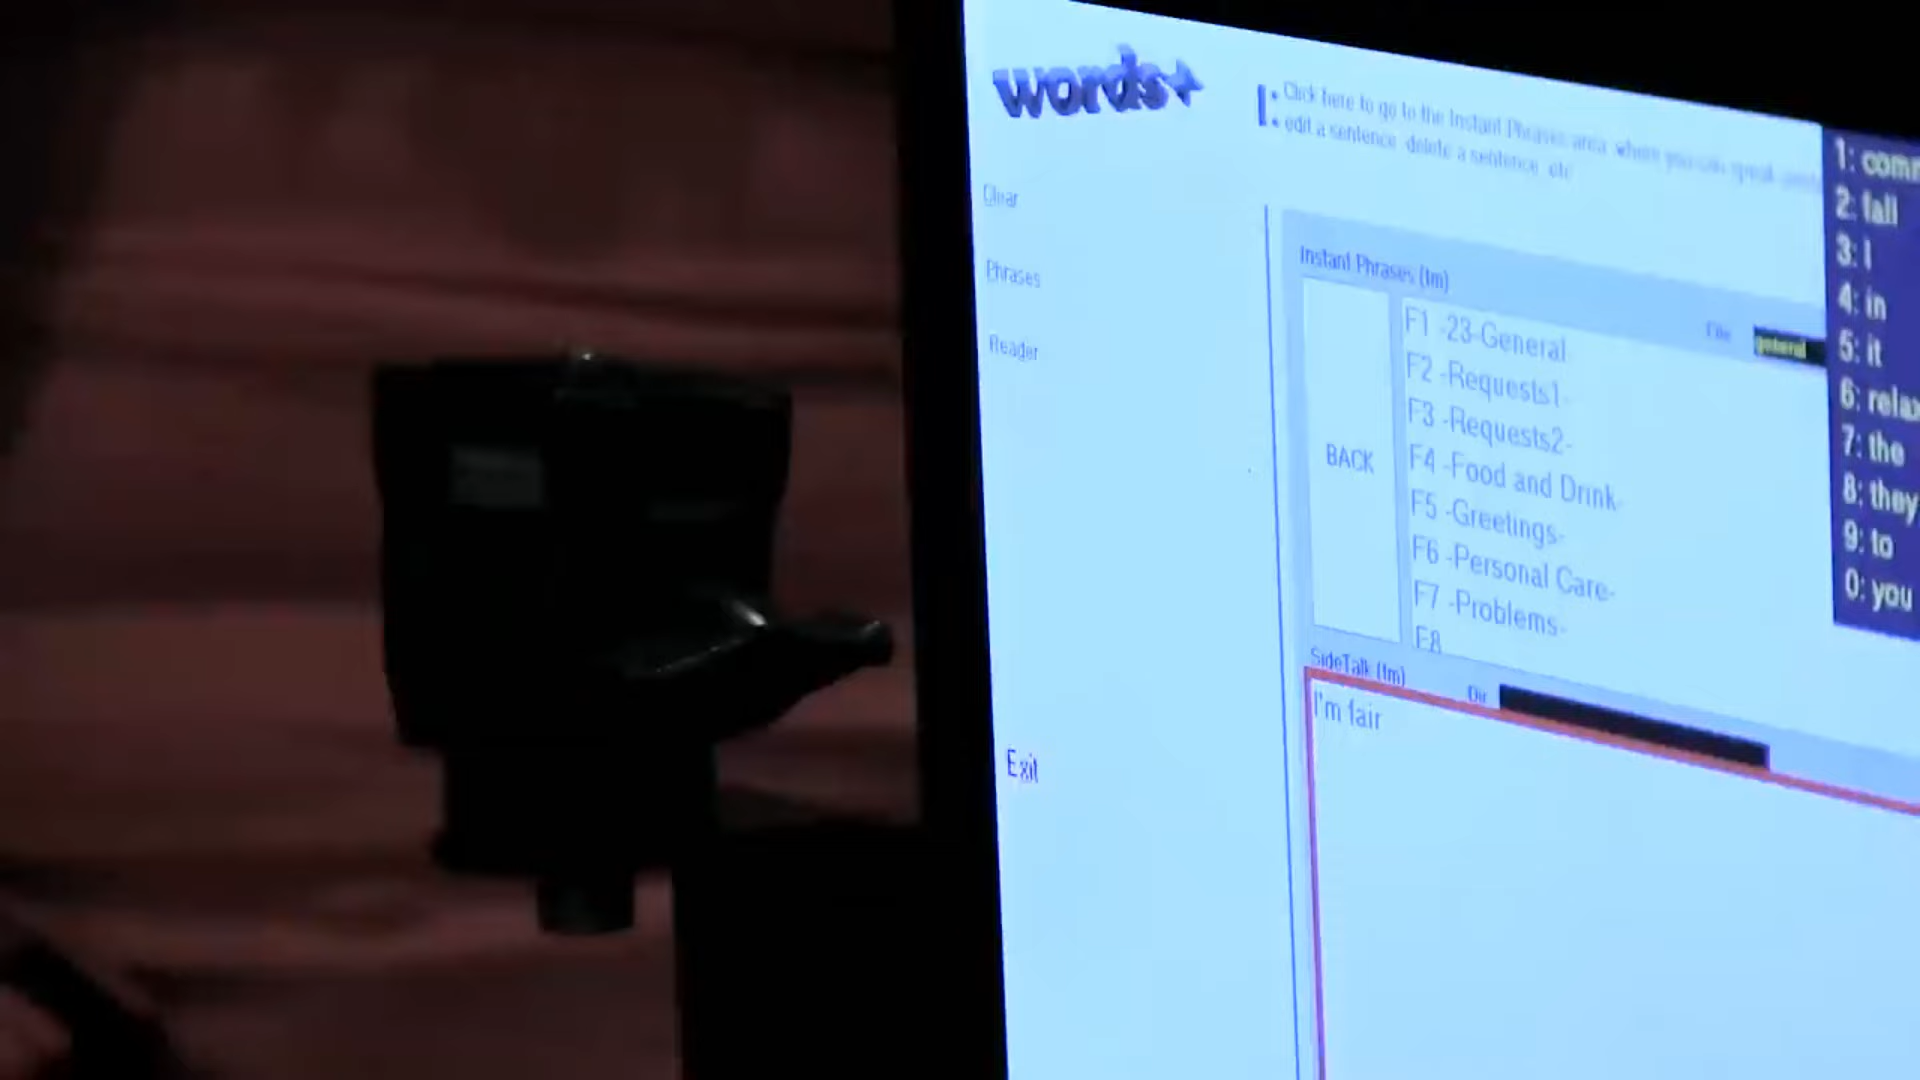 words+
Click here to go to the Instant Phrases area where you can speak
edit a sentence delete a sentence etc
Clear
Phrases
Reader
Exit
Instant Phrases (tm)
File general
BACK
F1 -23-General
F2 -Requests1-
F3 -Requests2-
F4 -Food and Drink-
F5 -Greetings-
F6 -Personal Care-
F7 -Problems-
F8
SideTalk (tm)
Dir
I'm fair
1: com
2: fall
3: I
4: in
5: it
6: relax
7: the
8: they
9: to
0: you